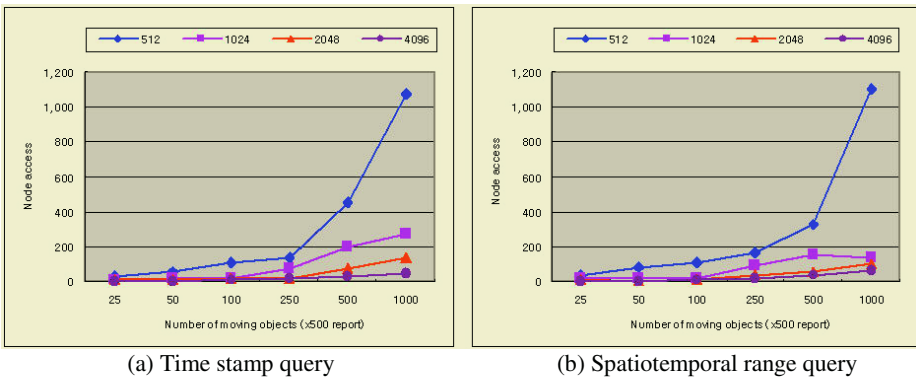 512 1024 2048 4096
1,200
1,000
800
600
400
200
0
Node access
25 50 100 250 500 1000
Number of moving objects (x500 report)
(a) Time stamp query
512 1024 2048 4096
1,200
1,000
800
600
400
200
0
Node access
25 50 100 250 500 1000
Number of moving objects (x500 report)
(b) Spatiotemporal range query